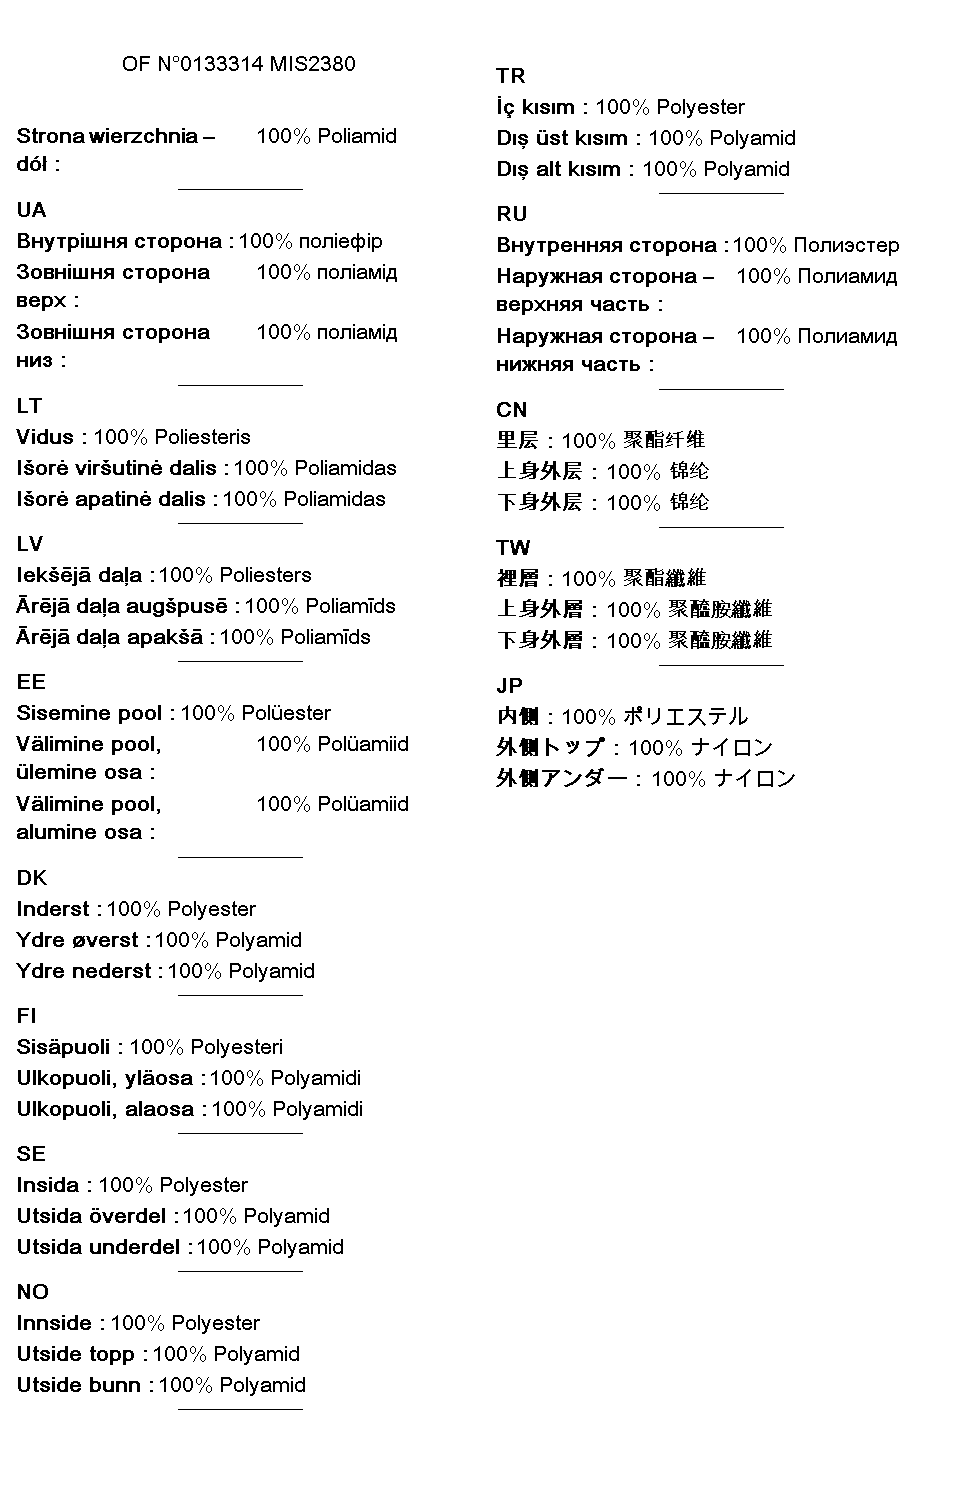 OF N°0133314 MIS2380
Strona wierzchnia – 100% Poliamid
dół :
UA
Внутрішня сторона : 100% поліефір
Зовнішня сторона 100% поліамід
верх :
Зовнішня сторона 100% поліамід
низ :
LT
Vidus : 100% Poliesteris
Išorė viršutinė dalis : 100% Poliamidas
Išorė apatinė dalis : 100% Poliamidas
LV
Iekšējā daļa : 100% Poliesters
Ārējā daļa augšpusē : 100% Poliamīds
Ārējā daļa apakšā : 100% Poliamīds
EE
Sisemine pool : 100% Polüester
Välimine pool, 100% Polüamiid
ülemine osa :
Välimine pool, 100% Polüamiid
alumine osa :
DK
Inderst : 100% Polyester
Ydre øverst : 100% Polyamid
Ydre nederst : 100% Polyamid
FI
Sisäpuoli : 100% Polyesteri
Ulkopuoli, yläosa : 100% Polyamidi
Ulkopuoli, alaosa : 100% Polyamidi
SE
Insida : 100% Polyester
Utsida överdel : 100% Polyamid
Utsida underdel : 100% Polyamid
NO
Innside : 100% Polyester
Utside topp : 100% Polyamid
Utside bunn : 100% Polyamid
TR
İç kısım : 100% Polyester
Dış üst kısım : 100% Polyamid
Dış alt kısım : 100% Polyamid
RU
Внутренняя сторона : 100% Полиэстер
Наружная сторона – 100% Полиамид
верхняя часть :
Наружная сторона – 100% Полиамид
нижняя часть :
CN
里层 : 100% 聚酯纤维
上身外层 : 100% 锦纶
下身外层 : 100% 锦纶
TW
裡層 : 100% 聚酯纖維
上身外層 : 100% 聚醯胺纖維
下身外層 : 100% 聚醯胺纖維
JP
内側 : 100% ポリエステル
外側トップ : 100% ナイロン
外側アンダー : 100% ナイロン